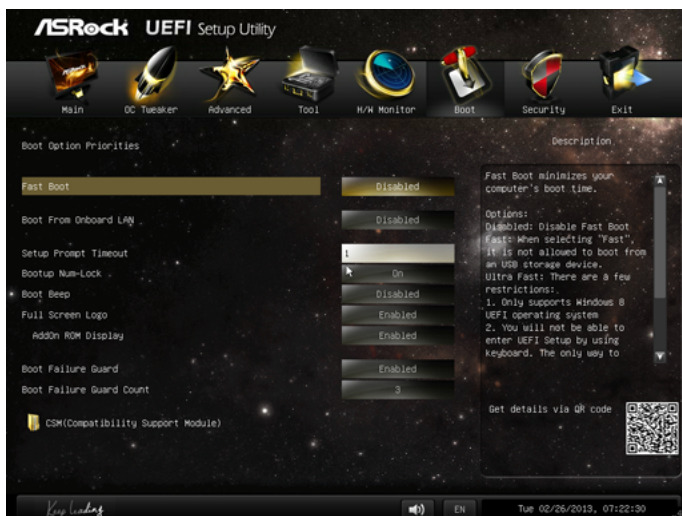 ASRock UEFI Setup Utility
Main OC Tweaker Advanced Tool H/W Monitor Boot Security Exit
Boot Option Priorities
Description
Fast Boot Disabled
Boot From Onboard LAN Disabled
Setup Prompt Timeout 1
Bootup Num-Lock On
Boot Beep Disabled
Full Screen Logo Enabled
AddOn ROM Display Enabled
Boot Failure Guard Enabled
Boot Failure Guard Count 3
CSM(Compatibility Support Module)
Fast Boot minimizes your
computer's boot time.
Options:
Disabled: Disable Fast Boot
Fast: When selecting "Fast",
it is not allowed to boot from
an USB storage device.
Ultra Fast: There are a few
restrictions:
1. Only supports Windows 8
UEFI operating system
2. You will not be able to
enter UEFI Setup by using
keyboard. The only way to
Get details via QR code
Keep Leading
EN
Tue 02/26/2013, 07:22:30